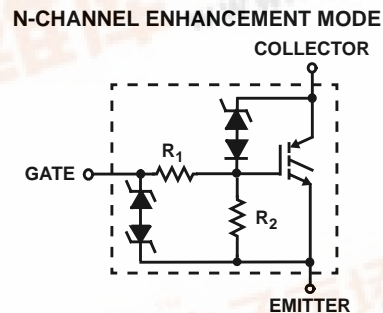 N-CHANNEL ENHANCEMENT MODE
COLLECTOR
R1
GATE
R2
EMITTER